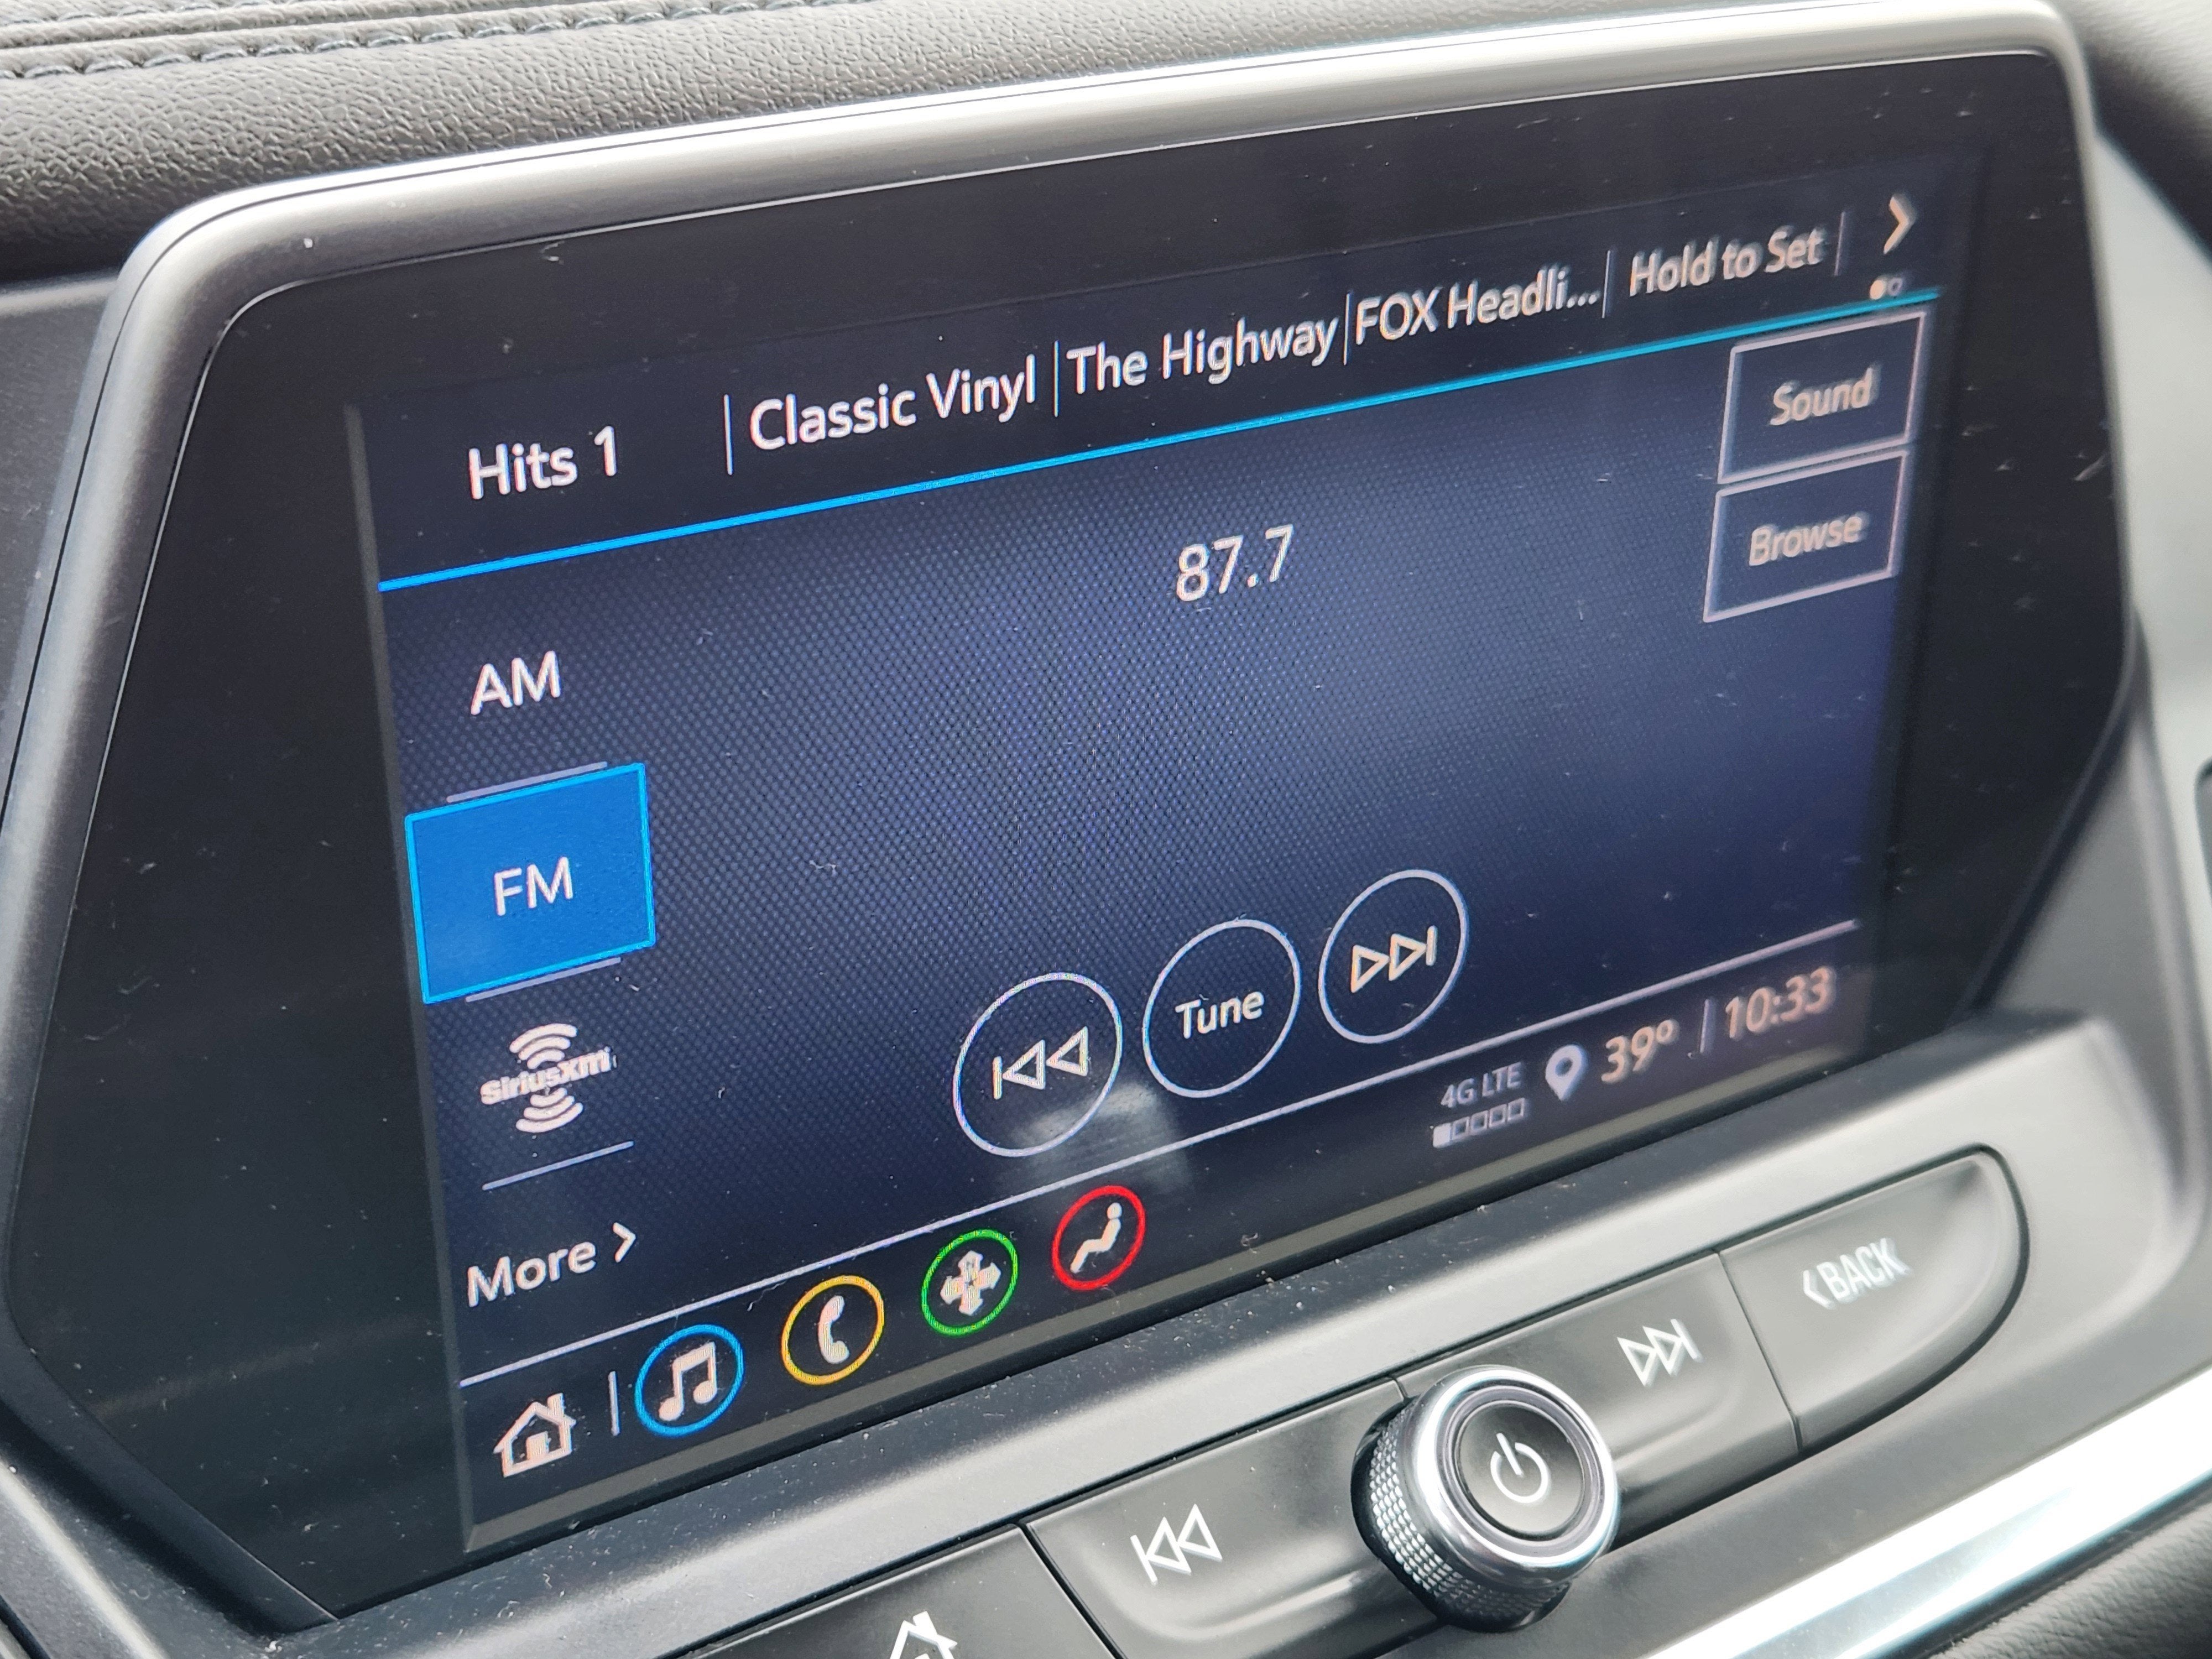 Hits 1 | Classic Vinyl | The Highway | FOX Headli... | Hold to Set |
Sound
87.7
Browse
AM
FM
SiriusXM
Tune
More >
4G LTE 39° | 10:33
BACK